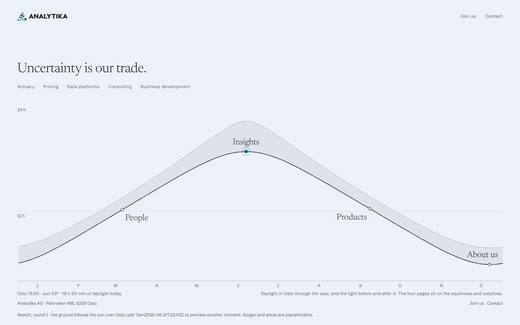 ANALYTIKA
Join us Contact
Uncertainty is our trade.
Actuary Pricing Data platforms Consulting Business development
24 h
Insights
12 h
People
Products
About us
J F M A M J J A S O N D
Oslo 13:00 · sun 53° · 18 h 50 min of daylight today
Daylight in Oslo through the year, and the light before and after it. The four pages sit on the equinoxes and solstices.
Analytika AS · Parkveien 41B, 0258 Oslo
Join us Contact
Sketch, round 1 · the ground follows the sun over Oslo; add ?at=2026-06-21T22:00Z to preview another moment. Slogan and areas are placeholders.